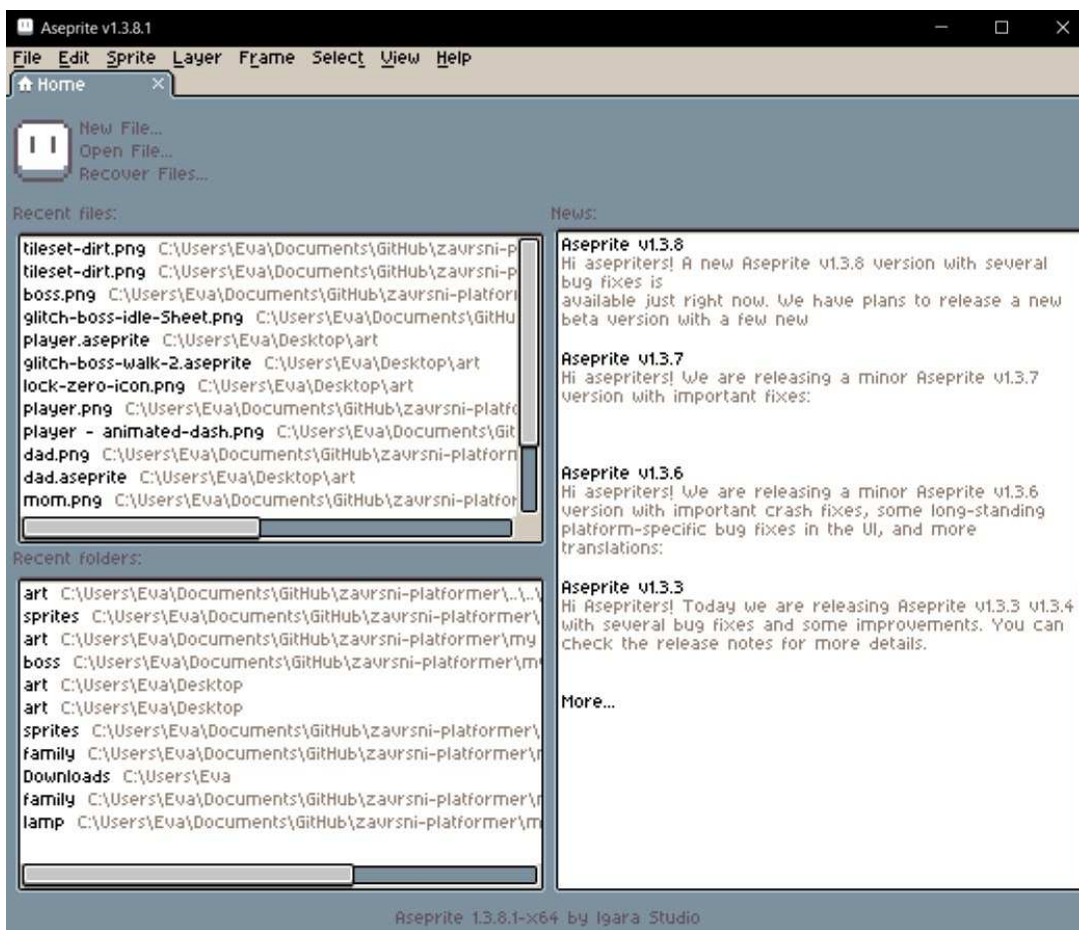 Aseprite v1.3.8.1
File Edit Sprite Layer Frame Select View Help
Home
New File...
Open File...
Recover Files...
Recent files:
tileset-dirt.png C:\Users\Eva\Documents\GitHub\zavrsni-p
tileset-dirt.png C:\Users\Eva\Documents\GitHub\zavrsni-p
boss.png C:\Users\Eva\Documents\GitHub\zavrsni-platfor
glitch-boss-idle-Sheet.png C:\Users\Eva\Documents\GitHu
player.aseprite C:\Users\Eva\Desktop\art
glitch-boss-walk-2.aseprite C:\Users\Eva\Desktop\art
lock-zero-icon.png C:\Users\Eva\Desktop\art
player.png C:\Users\Eva\Documents\GitHub\zavrsni-platfo
player - animated-dash.png C:\Users\Eva\Documents\Git
dad.png C:\Users\Eva\Documents\GitHub\zavrsni-platform
dad.aseprite C:\Users\Eva\Desktop\art
mom.png C:\Users\Eva\Documents\GitHub\zavrsni-platfor
Recent folders:
art C:\Users\Eva\Documents\GitHub\zavrsni-platformer\..\..\
sprites C:\Users\Eva\Documents\GitHub\zavrsni-platformer\
art C:\Users\Eva\Documents\GitHub\zavrsni-platformer\my
boss C:\Users\Eva\Documents\GitHub\zavrsni-platformer\m
art C:\Users\Eva\Desktop
art C:\Users\Eva\Desktop
sprites C:\Users\Eva\Documents\GitHub\zavrsni-platformer\
family C:\Users\Eva\Documents\GitHub\zavrsni-platformer\
Downloads C:\Users\Eva
family C:\Users\Eva\Documents\GitHub\zavrsni-platformer\
lamp C:\Users\Eva\Documents\GitHub\zavrsni-platformer\m
News:
Aseprite v1.3.8
Hi asepriters! A new Aseprite v1.3.8 version with several
bug fixes is
available just right now. We have plans to release a new
beta version with a few new
Aseprite v1.3.7
Hi asepriters! We are releasing a minor Aseprite v1.3.7
version with important fixes:
Aseprite v1.3.6
Hi asepriters! We are releasing a minor Aseprite v1.3.6
version with important crash fixes, some long-standing
platform-specific bug fixes in the UI, and more
translations:
Aseprite v1.3.3
Hi Asepriters! Today we are releasing Aseprite v1.3.3 v1.3.4
with several bug fixes and some improvements. You can
check the release notes for more details.
More...
Aseprite 1.3.8.1-x64 by Igara Studio